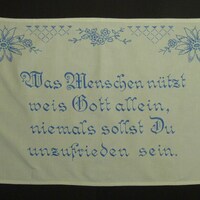 Was Menschen nützt
weis Gott allein,
niemals sollst Du
unzufrieden sein.